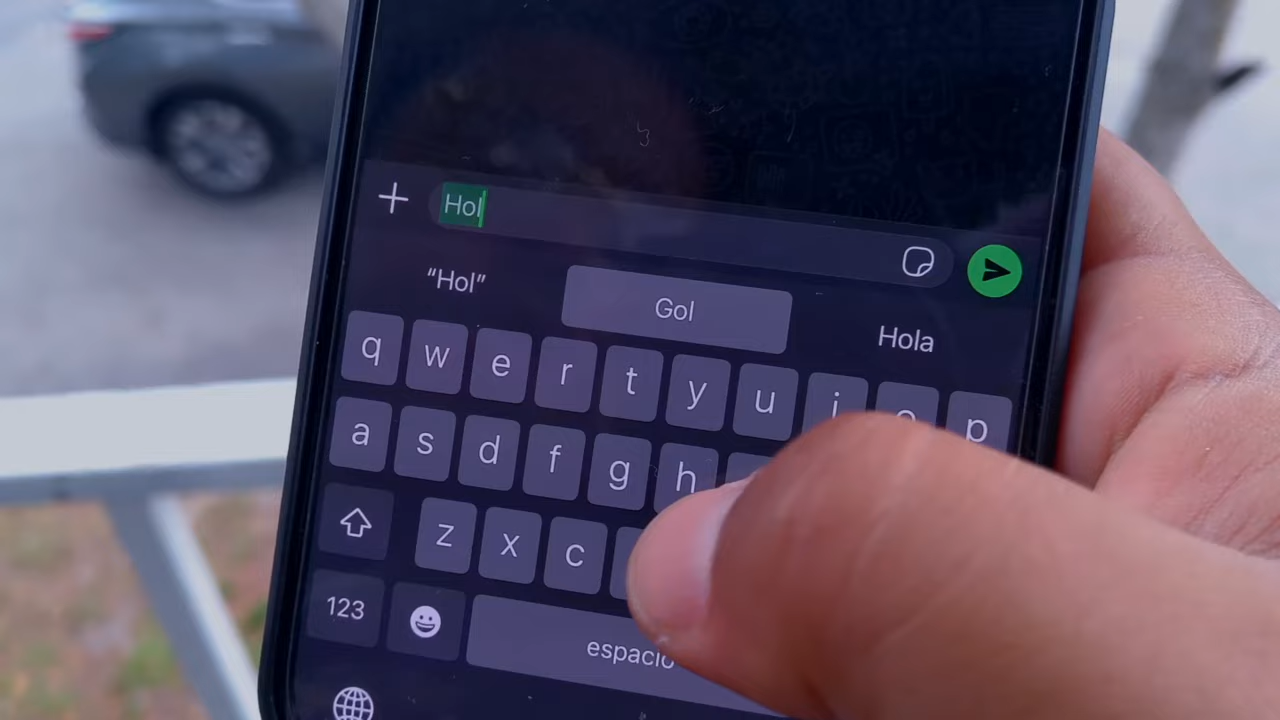 Hol
“Hol” Gol Hola
q w e r t y u i o p
a s d f g h
z x c
123
espacio